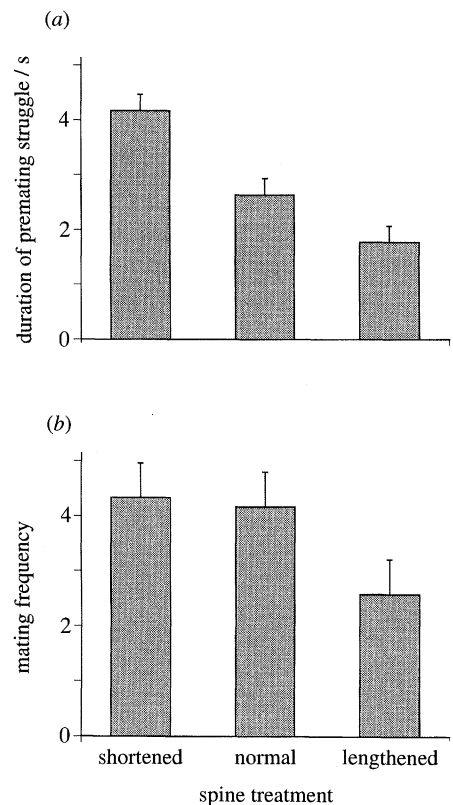 (a)
duration of premating struggle / s
4
2
0
(b)
mating frequency
4
2
0
shortened normal lengthened
spine treatment